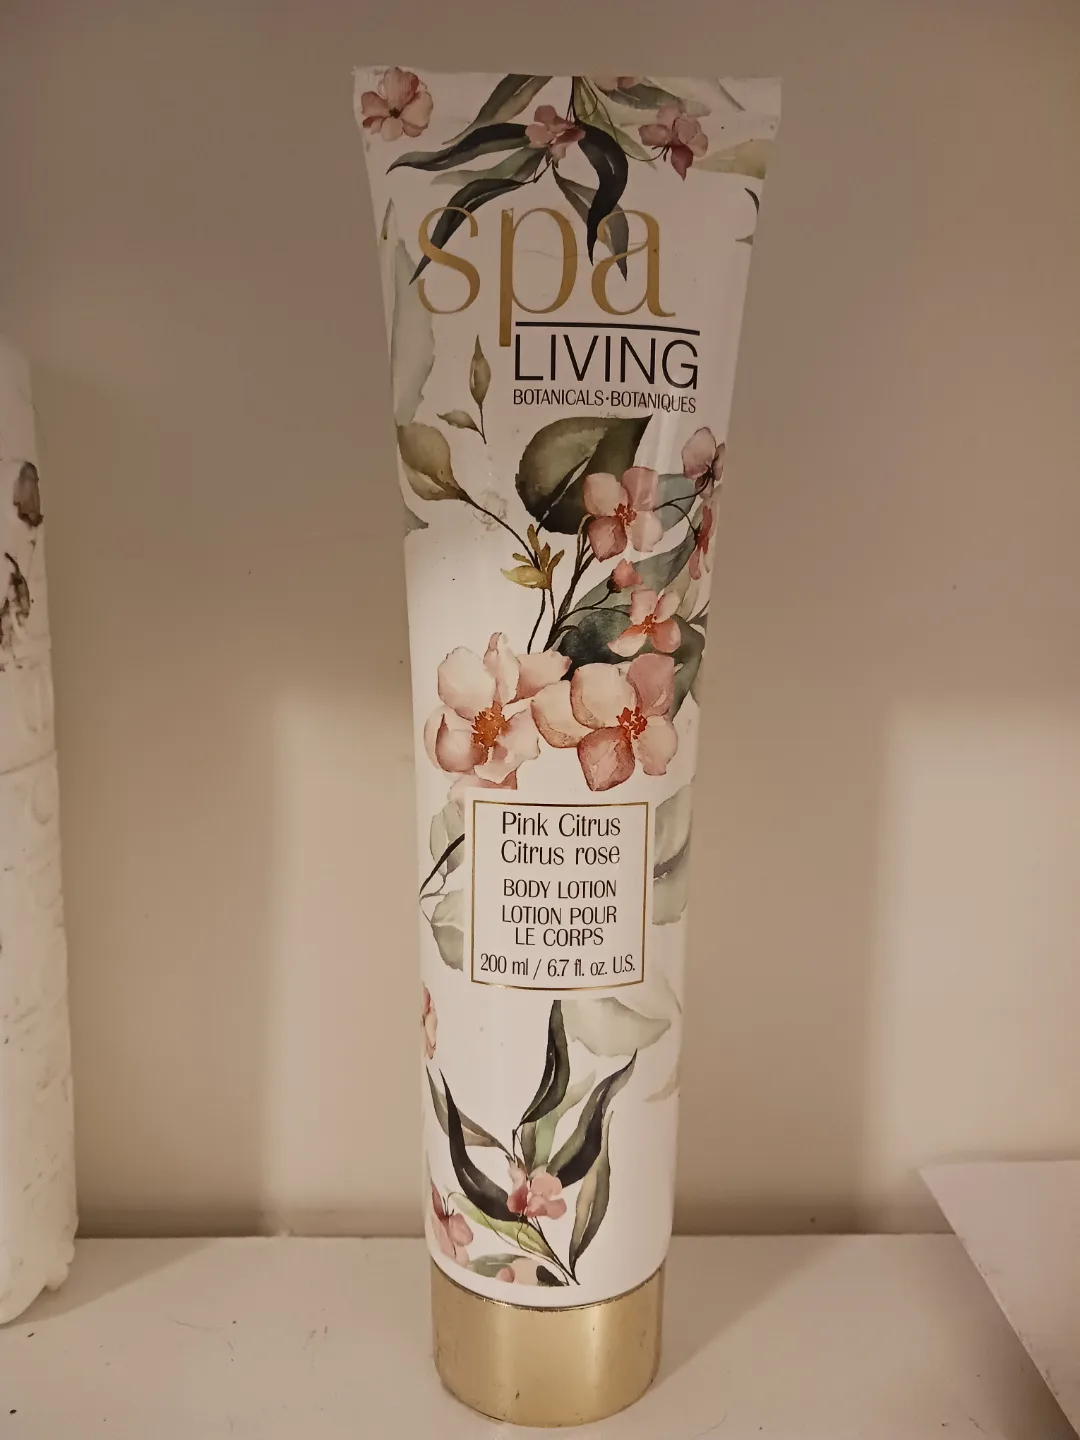 spa
LIVING
BOTANICALS•BOTANIQUES
Pink Citrus
Citrus rose
BODY LOTION
LOTION POUR
LE CORPS
200 ml / 6.7 fl. oz. U.S.